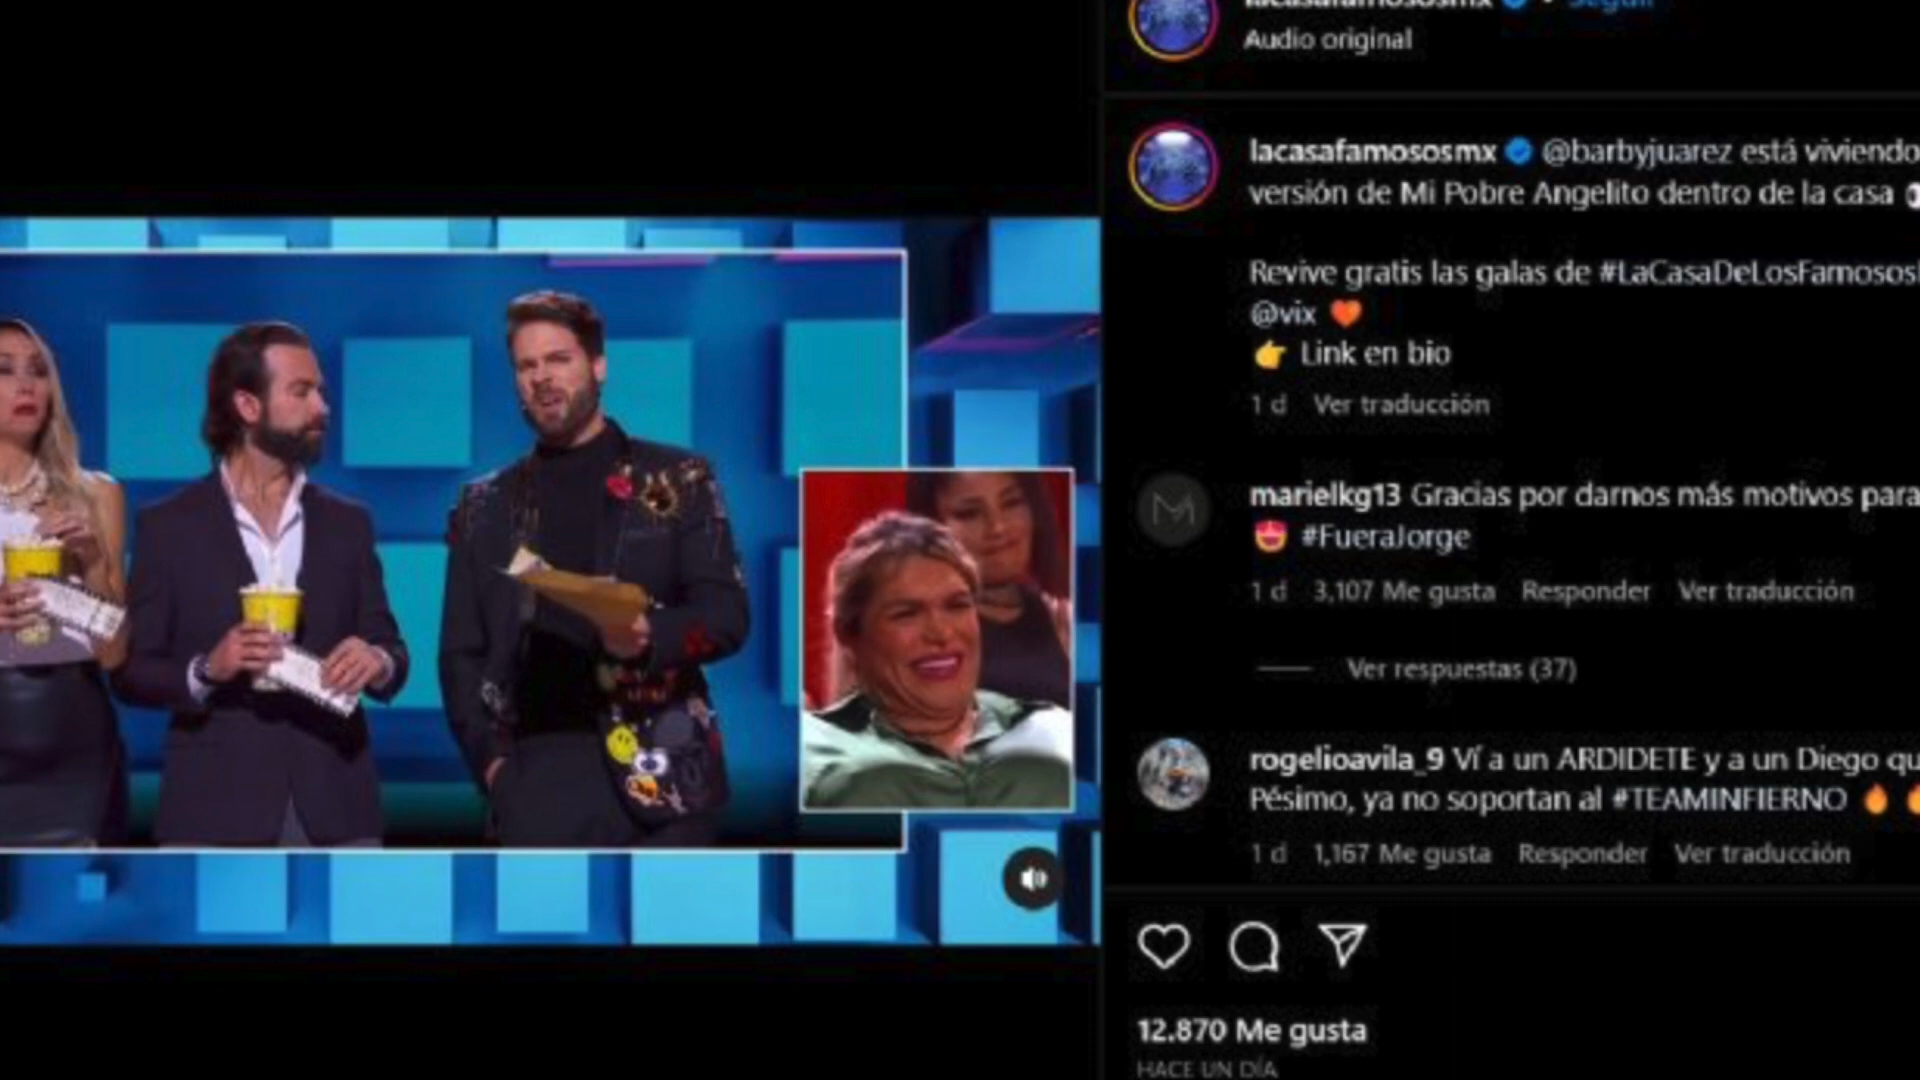 lacasafamososmx • Seguir
Audio original
lacasafamososmx @barbyjuarez está viviendo
versión de Mi Pobre Angelito dentro de la casa
Revive gratis las galas de #LaCasaDeLosFamosos
@vix
Link en bio
1 d Ver traducción
marielkg13 Gracias por darnos más motivos para
#FueraJorge
1 d 3,107 Me gusta Responder Ver traducción
Ver respuestas (37)
rogelioavila_9 Ví a un ARDIDETE y a un Diego qu
Pésimo, ya no soportan al #TEAMINFIERNO
1 d 1,167 Me gusta Responder Ver traducción
12.870 Me gusta
HACE UN DÍA